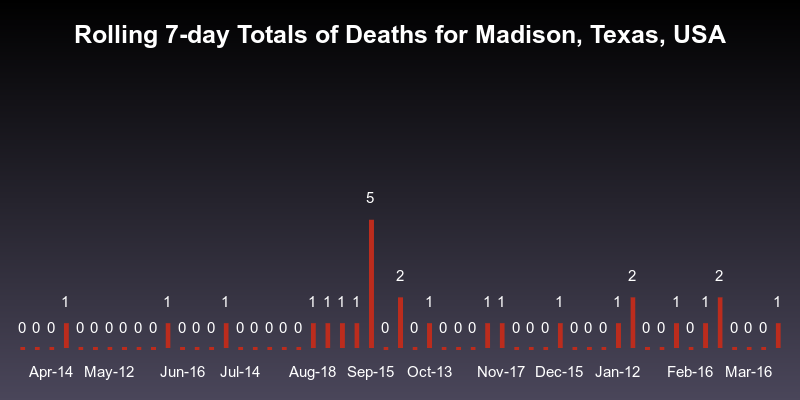 Rolling 7-day Totals of Deaths for Madison, Texas, USA
5
2 2 2
1 1 1 1 1 1 1 1 1 1 1 1 1 1 1
0 0 0 0 0 0 0 0 0 0 0 0 0 0 0 0 0 0 0 0 0 0 0 0 0 0 0 0 0 0 0 0 0 0
Apr-14 May-12 Jun-16 Jul-14 Aug-18 Sep-15 Oct-13 Nov-17 Dec-15 Jan-12 Feb-16 Mar-16